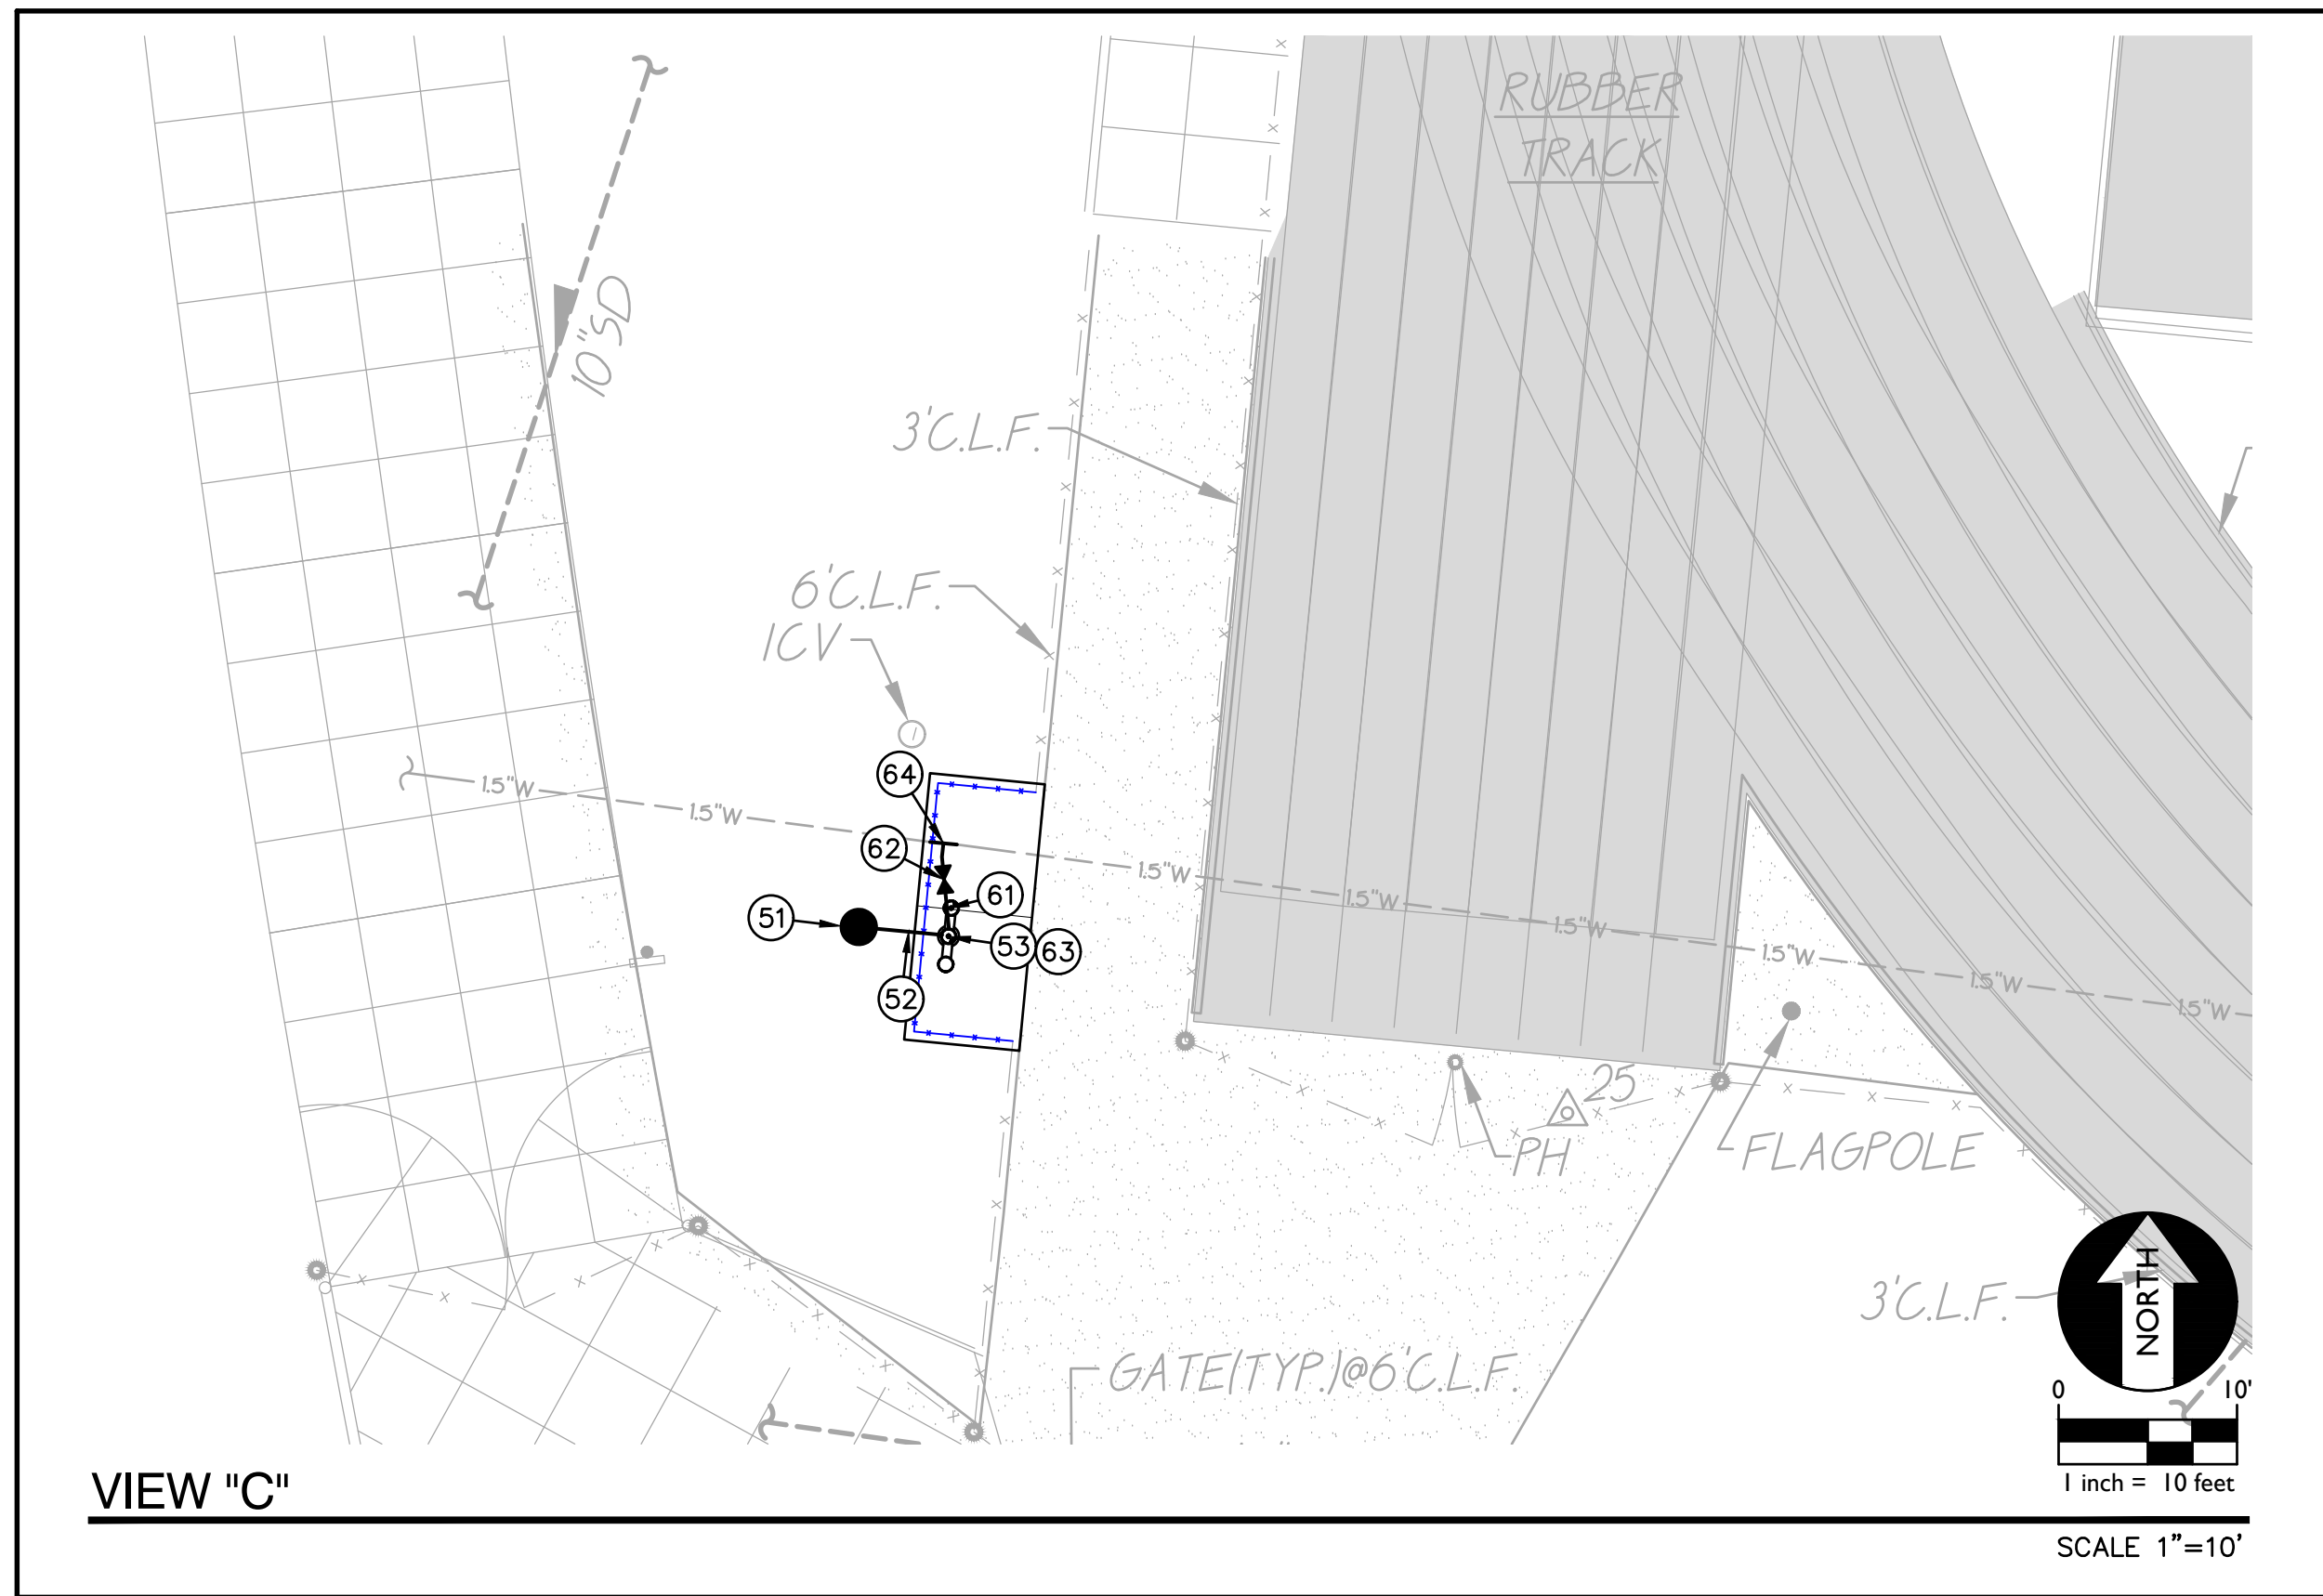 RUBBER
TRACK
10"SD
3'C.L.F.
6'C.L.F.
ICV
64
1.5"W
1.5"W
62
1.5"W
61
1.5"W
51
1.5"W
53
63
1.5"W
1.5"W
52
1.5"W
25
PH
FLAGPOLE
3'C.L.F.
NORTH
GATE(TYP.)@6'C.L.F.
0 10'
1 inch = 10 feet
VIEW "C"
SCALE 1"=10'